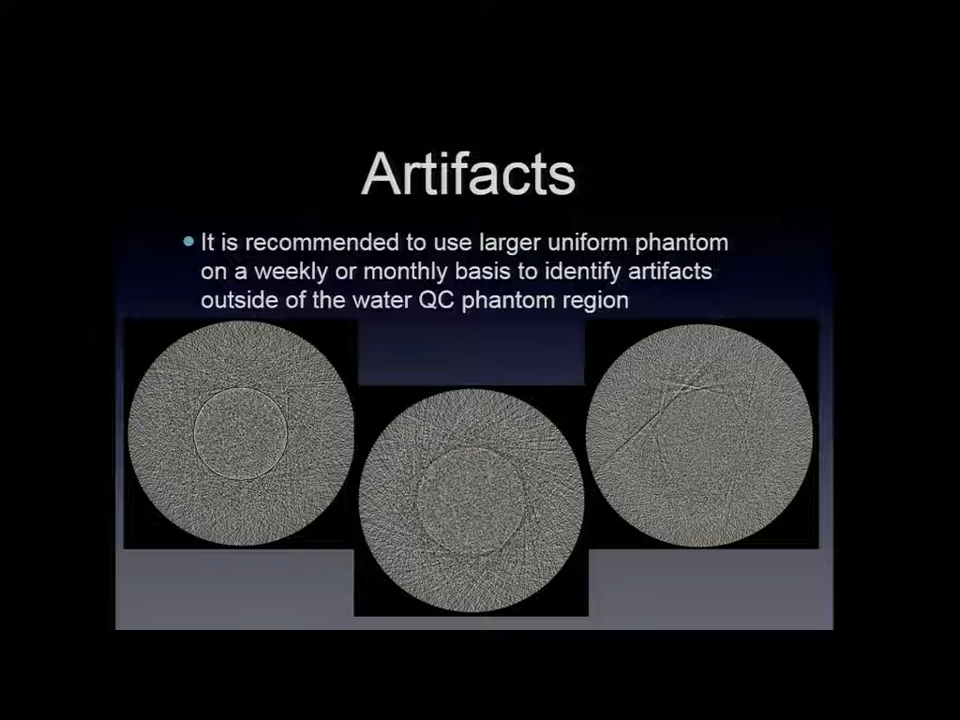 Artifacts
It is recommended to use larger uniform phantom
on a weekly or monthly basis to identify artifacts
outside of the water QC phantom region